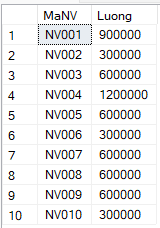 MaNV Luong
1 NV001 900000
2 NV002 300000
3 NV003 600000
4 NV004 1200000
5 NV005 600000
6 NV006 300000
7 NV007 600000
8 NV008 600000
9 NV009 600000
10 NV010 300000